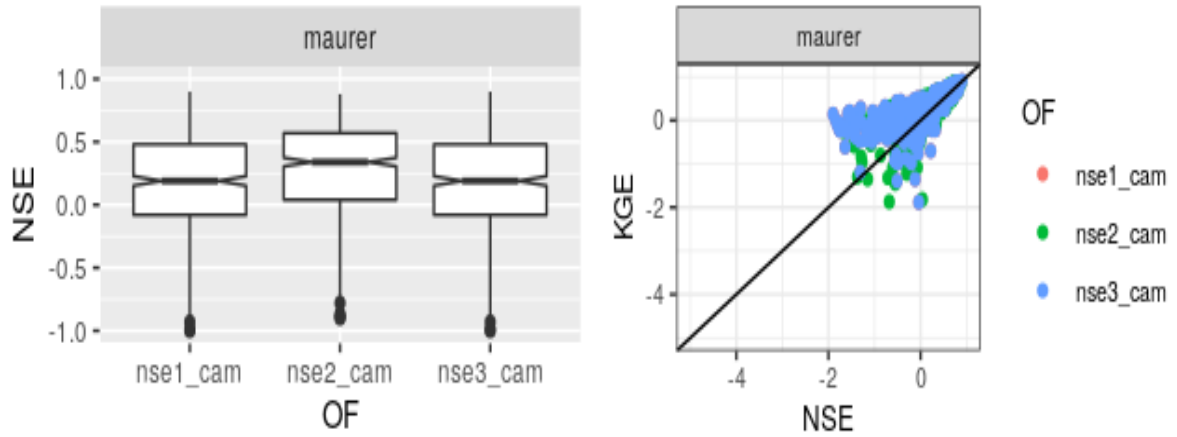 maurer
NSE
1.0
0.5
0.0
-0.5
-1.0
nse1_cam nse2_cam nse3_cam
OF
maurer
KGE
0
-2
-4
-4 -2 0
NSE
OF
nse1_cam
nse2_cam
nse3_cam